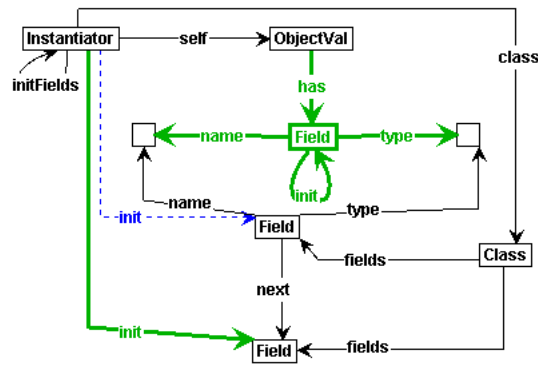 Instantiator
self
ObjectVal
class
initFields
has
name
Field
type
init
name
type
init
Field
fields
Class
next
init
Field
fields